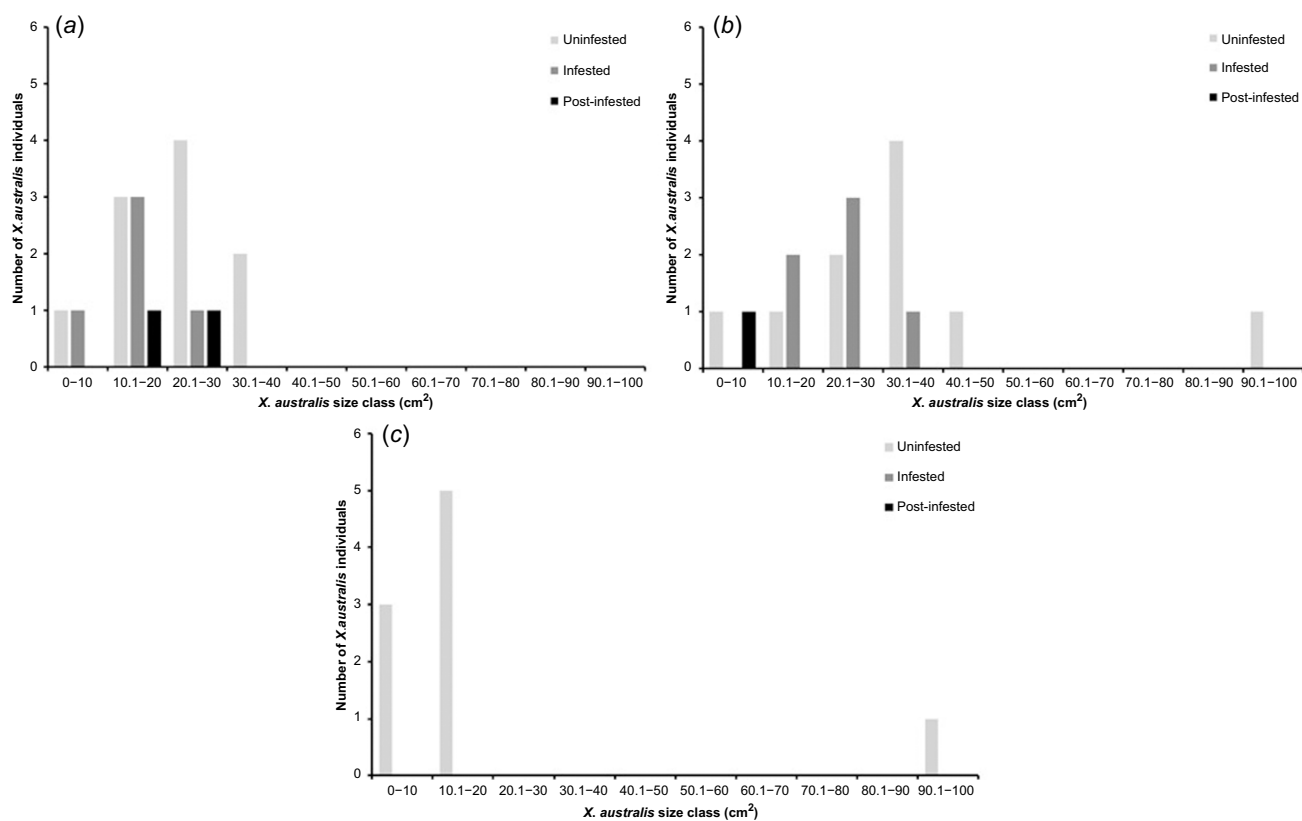 (a)
6
5
4
3
2
1
0
Number of X.australis individuals
Uninfested
Infested
Post-infested
0–10 10.1–20 20.1–30 30.1–40 40.1–50 50.1–60 60.1–70 70.1–80 80.1–90 90.1–100
X. australis size class (cm²)
(b)
6
5
4
3
2
1
0
Number of X.australis individuals
Uninfested
Infested
Post-infested
0–10 10.1–20 20.1–30 30.1–40 40.1–50 50.1–60 60.1–70 70.1–80 80.1–90 90.1–100
X. australis size class (cm²)
(c)
6
5
4
3
2
1
0
Number of X.australis individuals
Uninfested
Infested
Post-infested
0–10 10.1–20 20.1–30 30.1–40 40.1–50 50.1–60 60.1–70 70.1–80 80.1–90 90.1–100
X. australis size class (cm²)